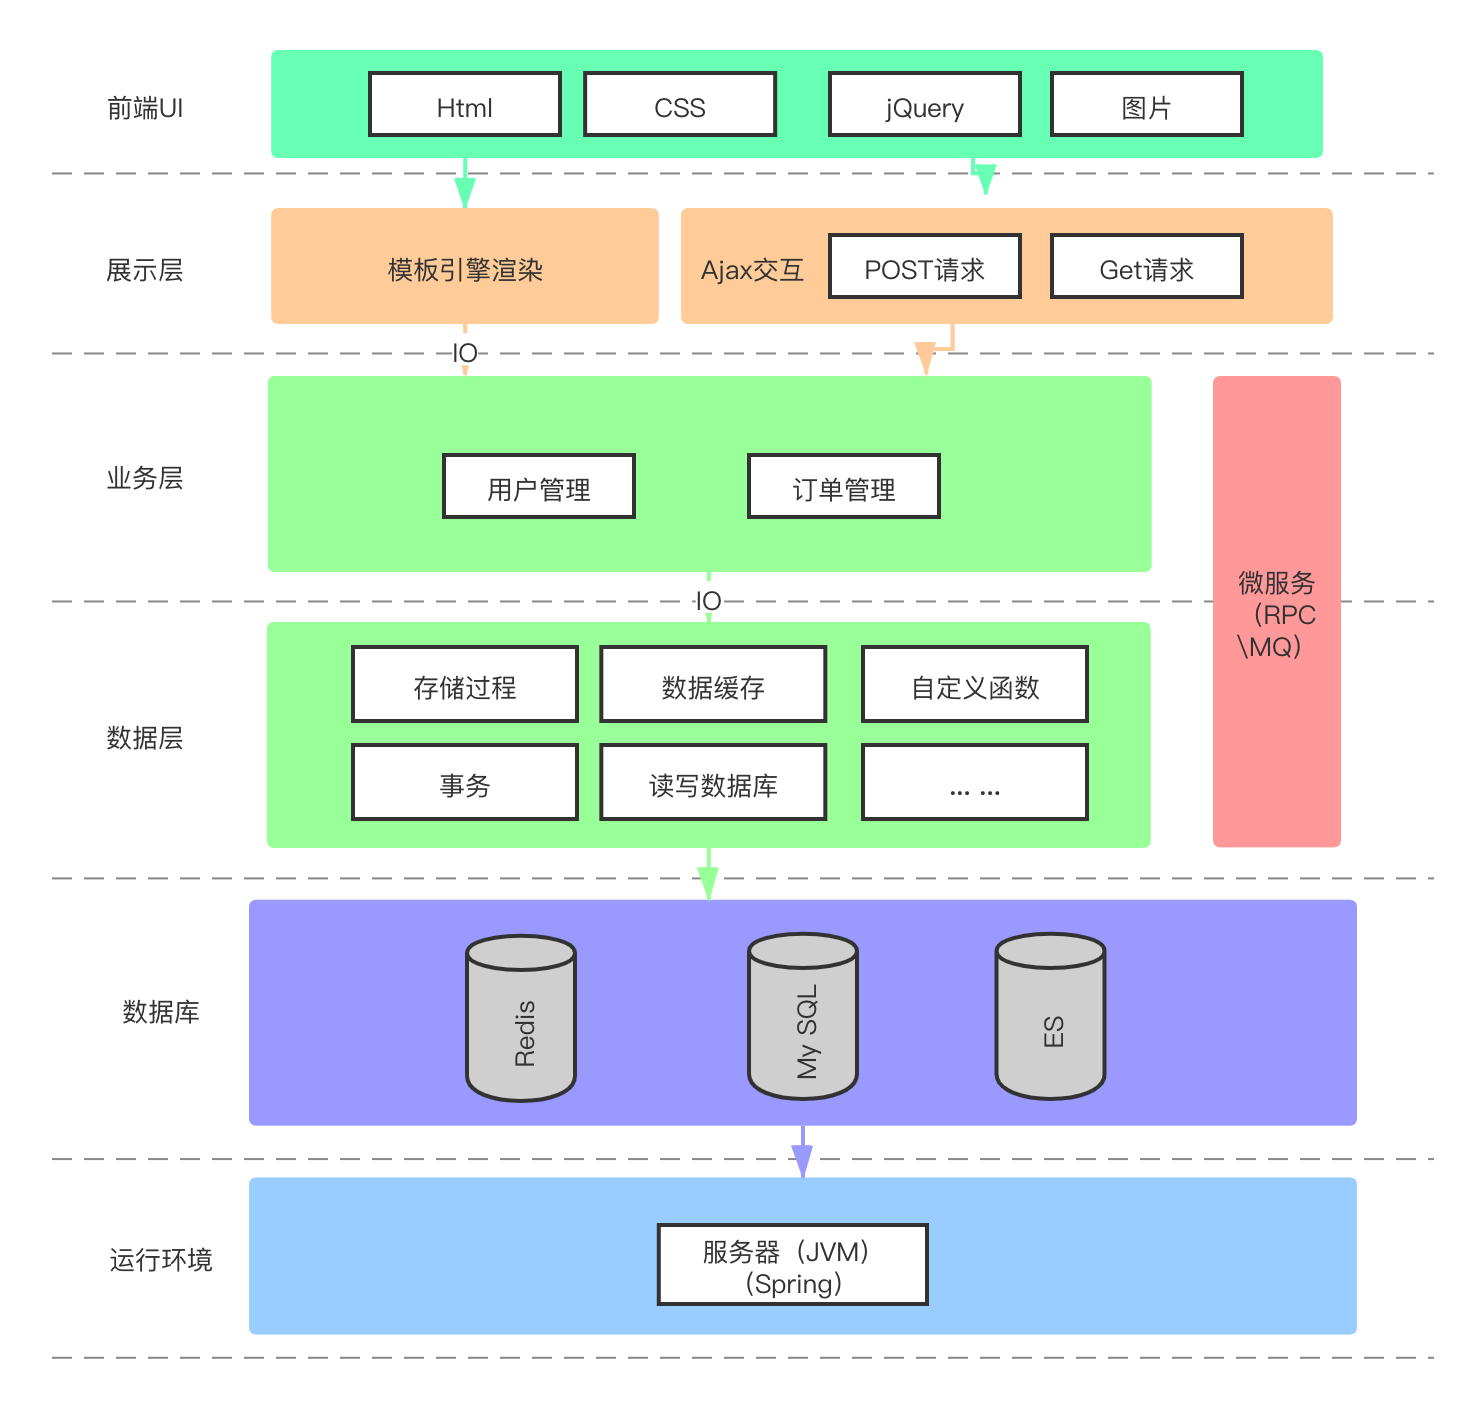 前端UI
Html
CSS
jQuery
图片
展示层
模板引擎渲染
Ajax交互
POST请求
Get请求
IO
业务层
用户管理
订单管理
微服务
（RPC
\MQ）
IO
数据层
存储过程
数据缓存
自定义函数
事务
读写数据库
... ...
数据库
Redis
My SQL
ES
运行环境
服务器（JVM）
（Spring）